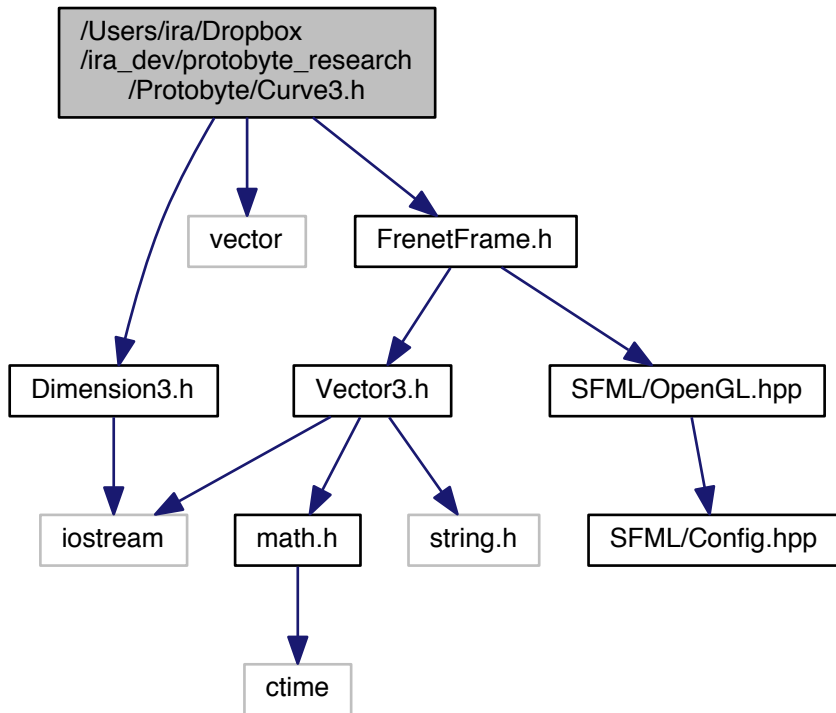 /Users/ira/Dropbox
/ira_dev/protobyte_research
/Protobyte/Curve3.h
vector
FrenetFrame.h
Dimension3.h
Vector3.h
SFML/OpenGL.hpp
iostream
math.h
string.h
SFML/Config.hpp
ctime